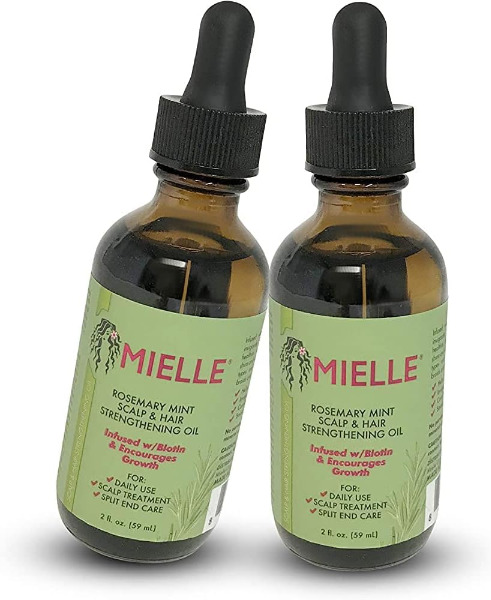 MIELLE®
ROSEMARY MINT
SCALP & HAIR
STRENGTHENING OIL
Infused w/Biotin
& Encourages
Growth
FOR:
✓ DAILY USE
✓ SCALP TREATMENT
✓ SPLIT END CARE
2 fl. oz. (59 mL)
MIELLE®
ROSEMARY MINT
SCALP & HAIR
STRENGTHENING OIL
Infused w/Biotin
& Encourages
Growth
FOR:
✓ DAILY USE
✓ SCALP TREATMENT
✓ SPLIT END CARE
2 fl. oz. (59 mL)